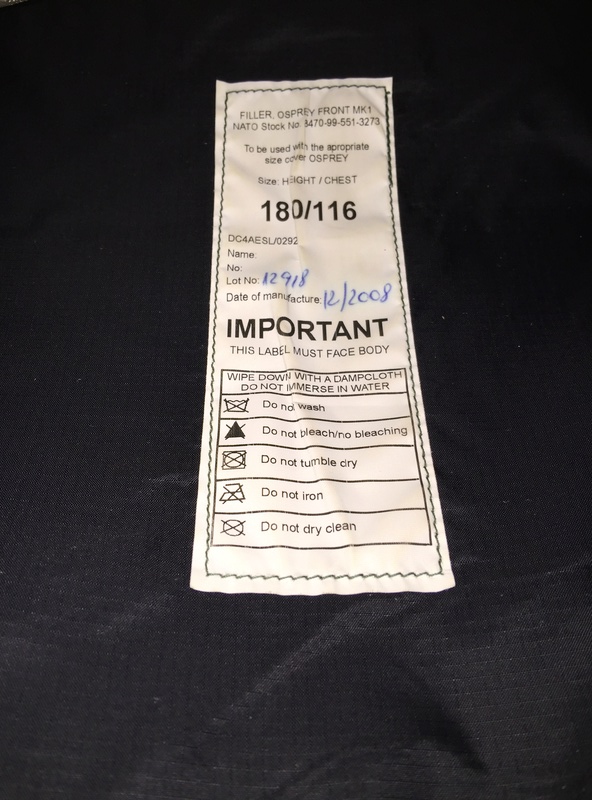 FILLER, OSPREY FRONT MK1
NATO Stock No. 8470-99-551-3273
To be used with the apropriate
size cover OSPREY
Size: HEIGHT / CHEST
180/116
DC4AESL/0292
Name:
No:
Lot No: 12918
Date of manufacture: 12/2008
IMPORTANT
THIS LABEL MUST FACE BODY
WIPE DOWN WITH A DAMPCLOTH
DO NOT IMMERSE IN WATER
Do not wash
Do not bleach/no bleaching
Do not tumble dry
Do not iron
Do not dry clean